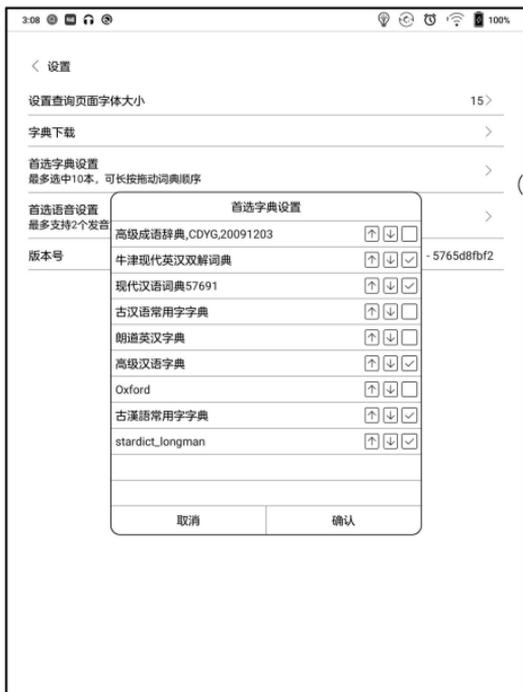 3:08
100%
设置
设置查询页面字体大小
15
字典下载
首选字典设置
最多选中10本，可长按拖动词典顺序
首选语音设置
最多支持2个发音
版本号
- 5765d8fbf2
首选字典设置
高级成语辞典,CDYG,20091203
牛津现代英汉双解词典
现代汉语词典57691
古汉语常用字字典
朗道英汉字典
高级汉语字典
Oxford
古漢語常用字字典
stardict_longman
取消
确认